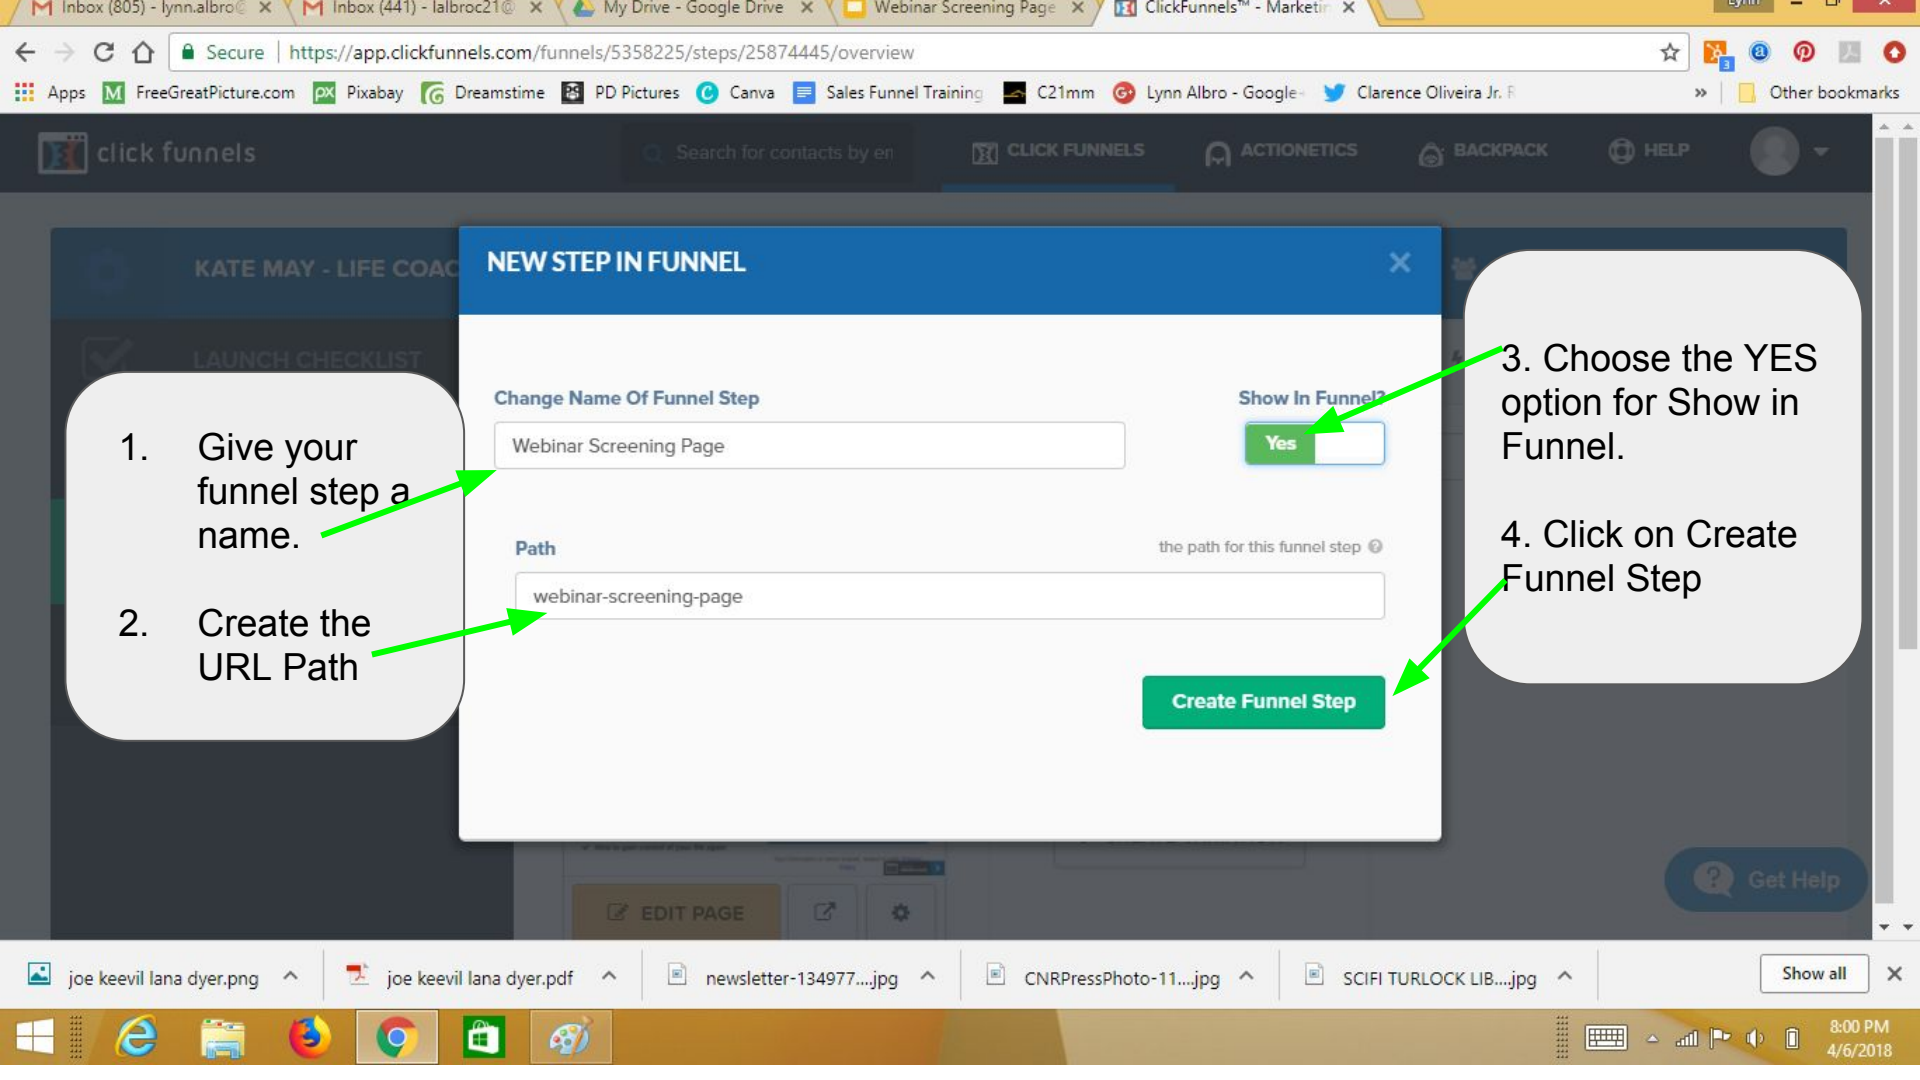 Inbox (805) - lynn.albro
Inbox (441) - lalbroc21@
My Drive - Google Drive
Webinar Screening Page
ClickFunnels™ - Marketin
Lynn
Secure | https://app.clickfunnels.com/funnels/5358225/steps/25874445/overview
3
Apps
FreeGreatPicture.com
Pixabay
Dreamstime
PD Pictures
Canva
Sales Funnel Training
C21mm
Lynn Albro - Google+
Clarence Oliveira Jr. R
»
Other bookmarks
click funnels
Search for contacts by em
CLICK FUNNELS
ACTIONETICS
BACKPACK
HELP
KATE MAY - LIFE COAC
LAUNCH CHECKLIST
NEW STEP IN FUNNEL
Change Name Of Funnel Step
Show In Funnel?
Webinar Screening Page
Yes
Path
the path for this funnel step
webinar-screening-page
Create Funnel Step
1. Give your
funnel step a
name.
2. Create the
URL Path
3. Choose the YES
option for Show in
Funnel.
4. Click on Create
Funnel Step
EDIT PAGE
Get Help
joe keevil lana dyer.png
joe keevil lana dyer.pdf
newsletter-134977....jpg
CNRPressPhoto-11....jpg
SCIFI TURLOCK LIB....jpg
Show all
8:00 PM
4/6/2018